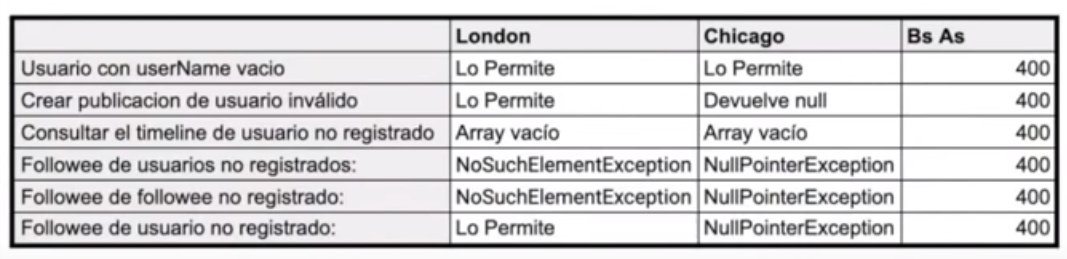 London Chicago Bs As
Usuario con userName vacio Lo Permite Lo Permite 400
Crear publicacion de usuario inválido Lo Permite Devuelve null 400
Consultar el timeline de usuario no registrado Array vacío Array vacío 400
Followee de usuarios no registrados: NoSuchElementException NullPointerException 400
Followee de followee no registrado: NoSuchElementException NullPointerException 400
Followee de usuario no registrado: Lo Permite NullPointerException 400